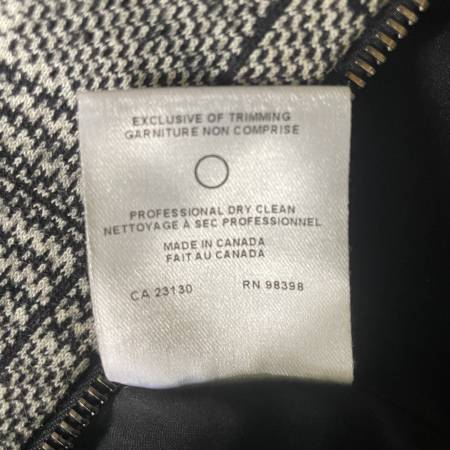 EXCLUSIVE OF TRIMMING
GARNITURE NON COMPRISE
PROFESSIONAL DRY CLEAN
NETTOYAGE À SEC PROFESSIONNEL
MADE IN CANADA
FAIT AU CANADA
CA 23130 RN 98398